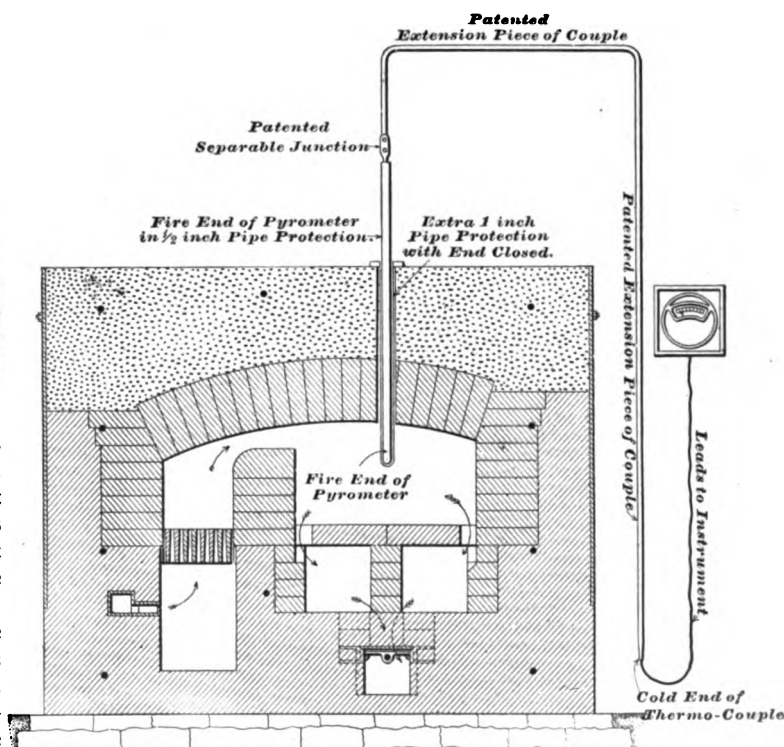 Patented
Extension Piece of Couple
Patented
Separable Junction
Fire End of Pyrometer
in ½ inch Pipe Protection.
Extra 1 inch
Pipe Protection
with End Closed.
Patented Extension Piece of Couple
Fire End of
Pyrometer
Leads to Instrument
Cold End of
Thermo-Couple